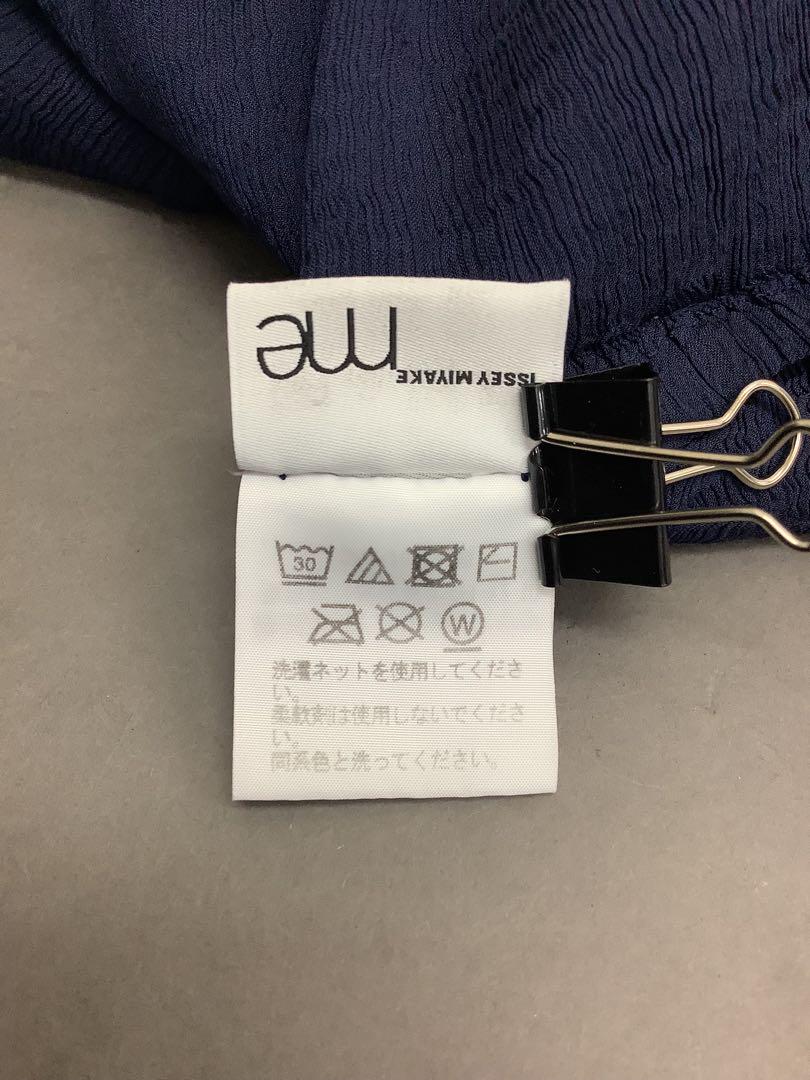 me ISSEY MIYAKE
30
W
洗濯ネットを使用してくださ
い。
柔軟剤は使用しないでくださ
い。
同系色と洗ってください。